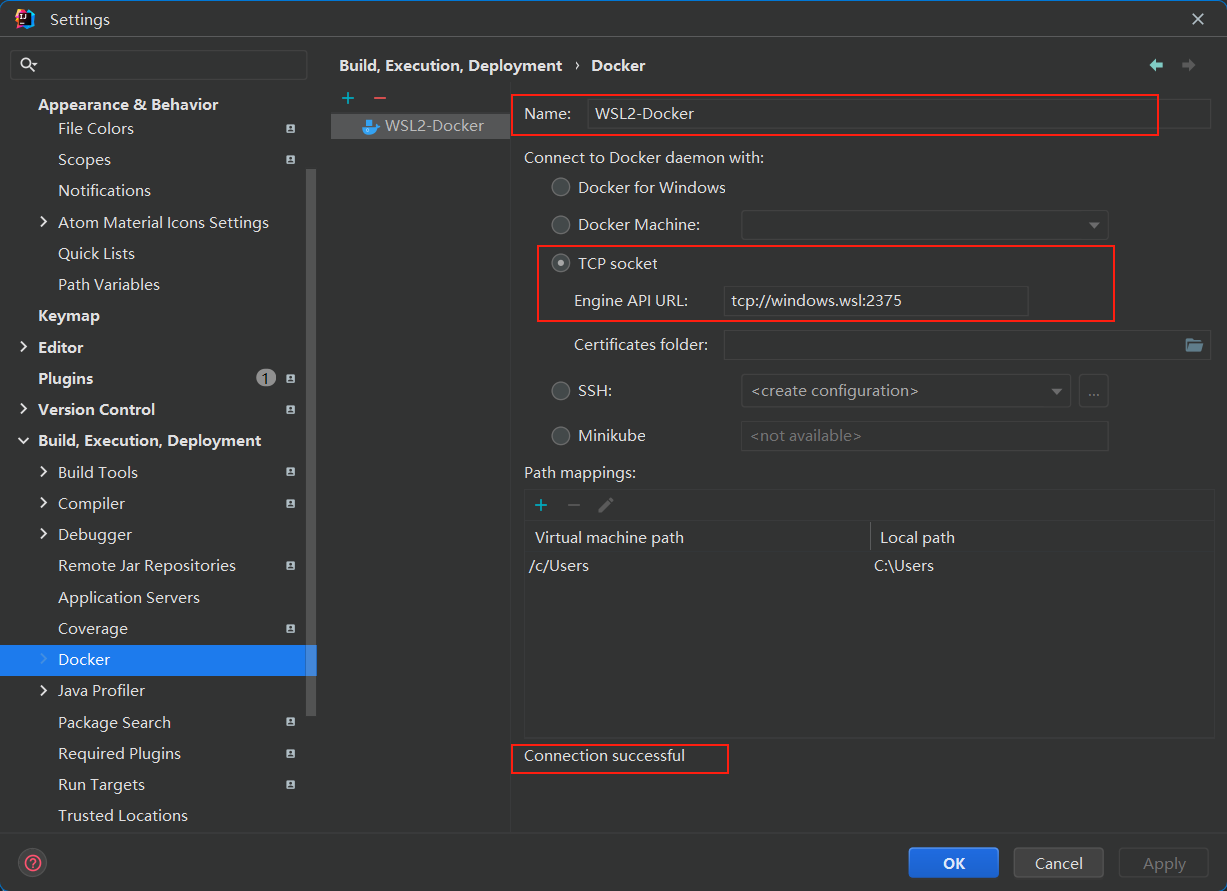 Settings
Build, Execution, Deployment › Docker
Appearance & Behavior
File Colors
Scopes
Notifications
Atom Material Icons Settings
Quick Lists
Path Variables
Keymap
Editor
Plugins 1
Version Control
Build, Execution, Deployment
Build Tools
Compiler
Debugger
Remote Jar Repositories
Application Servers
Coverage
Docker
Java Profiler
Package Search
Required Plugins
Run Targets
Trusted Locations
WSL2-Docker
Name: WSL2-Docker
Connect to Docker daemon with:
Docker for Windows
Docker Machine:
TCP socket
Engine API URL: tcp://windows.wsl:2375
Certificates folder:
SSH: <create configuration> ...
Minikube <not available>
Path mappings:
Virtual machine path Local path
/c/Users C:\Users
Connection successful
? OK Cancel Apply